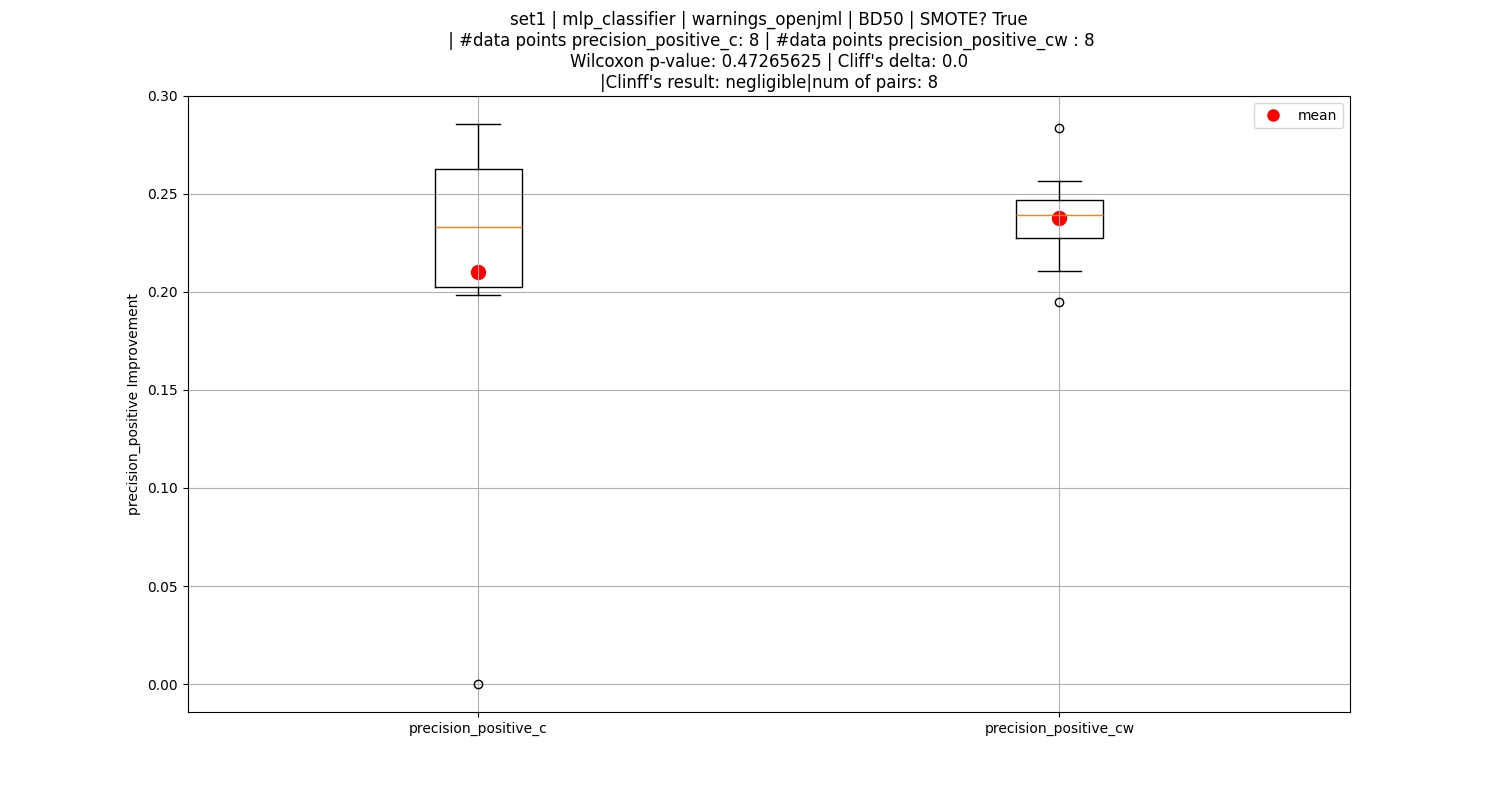 set1 | mlp_classifier | warnings_openjml | BD50 | SMOTE? True
| #data points precision_positive_c: 8 | #data points precision_positive_cw : 8
Wilcoxon p-value: 0.47265625 | Cliff's delta: 0.0
|Clinff's result: negligible|num of pairs: 8
mean
precision_positive Improvement
0.30
0.25
0.20
0.15
0.10
0.05
0.00
precision_positive_c
precision_positive_cw